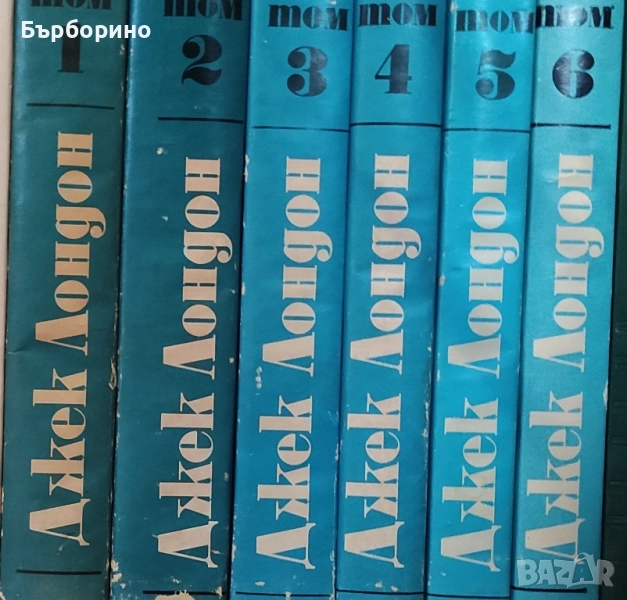 Бърборино
том
1
Джек Лондон
том
2
Джек Лондон
том
3
Джек Лондон
том
4
Джек Лондон
том
5
Джек Лондон
том
6
Джек Лондон
BAZAR